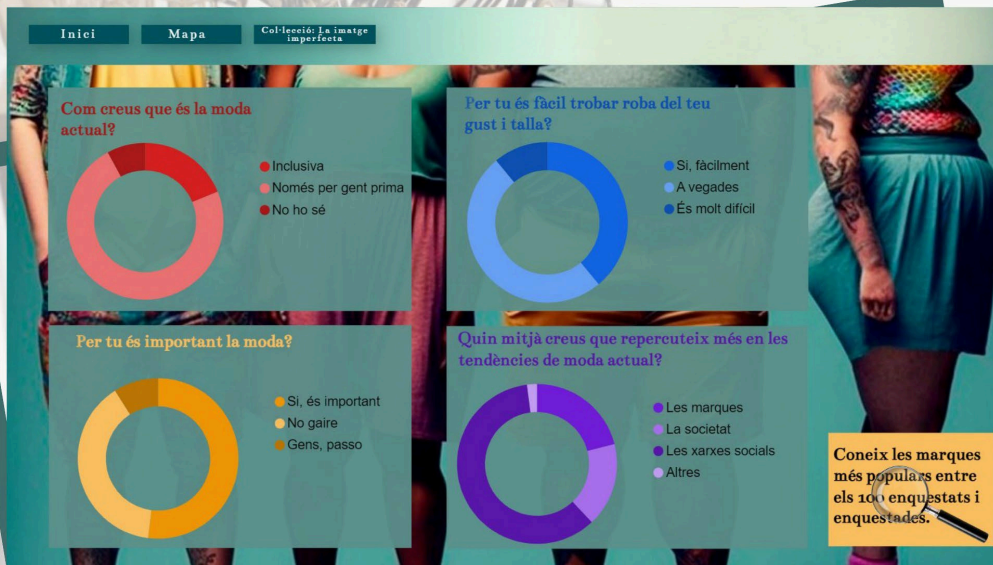 Inici
Mapa
Col·lecció: La imatge
imperfecta
Com creus que és la moda
actual?
Inclusiva
Només per gent prima
No ho sé
Per tu és fàcil trobar roba del teu
gust i talla?
Si, fàcilment
A vegades
És molt difícil
Per tu és important la moda?
Si, és important
No gaire
Gens, passo
Quin mitjà creus que repercuteix més en les
tendències de moda actual?
Les marques
La societat
Les xarxes socials
Altres
Coneix les marques
més populars entre
els 100 enquestats i
enquestades.